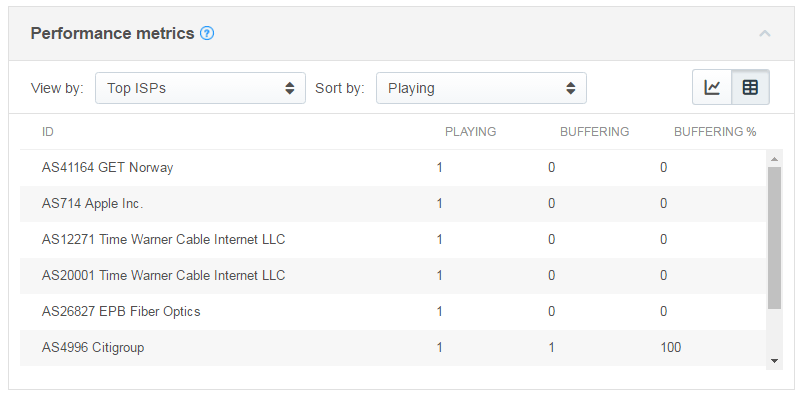 Performance metrics ?
View by: Top ISPs Sort by: Playing
ID PLAYING BUFFERING BUFFERING %
AS41164 GET Norway 1 0 0
AS714 Apple Inc. 1 0 0
AS12271 Time Warner Cable Internet LLC 1 0 0
AS20001 Time Warner Cable Internet LLC 1 0 0
AS26827 EPB Fiber Optics 1 0 0
AS4996 Citigroup 1 1 100